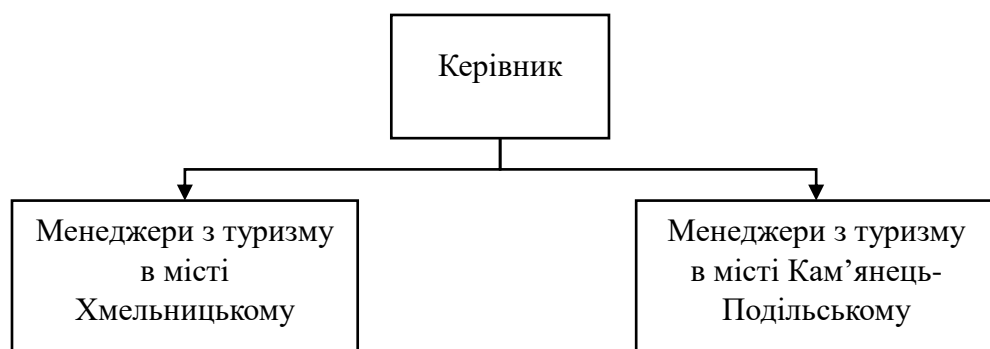 Керівник
Менеджери з туризму
в місті
Хмельницькому
Менеджери з туризму
в місті Кам’янець-
Подільському